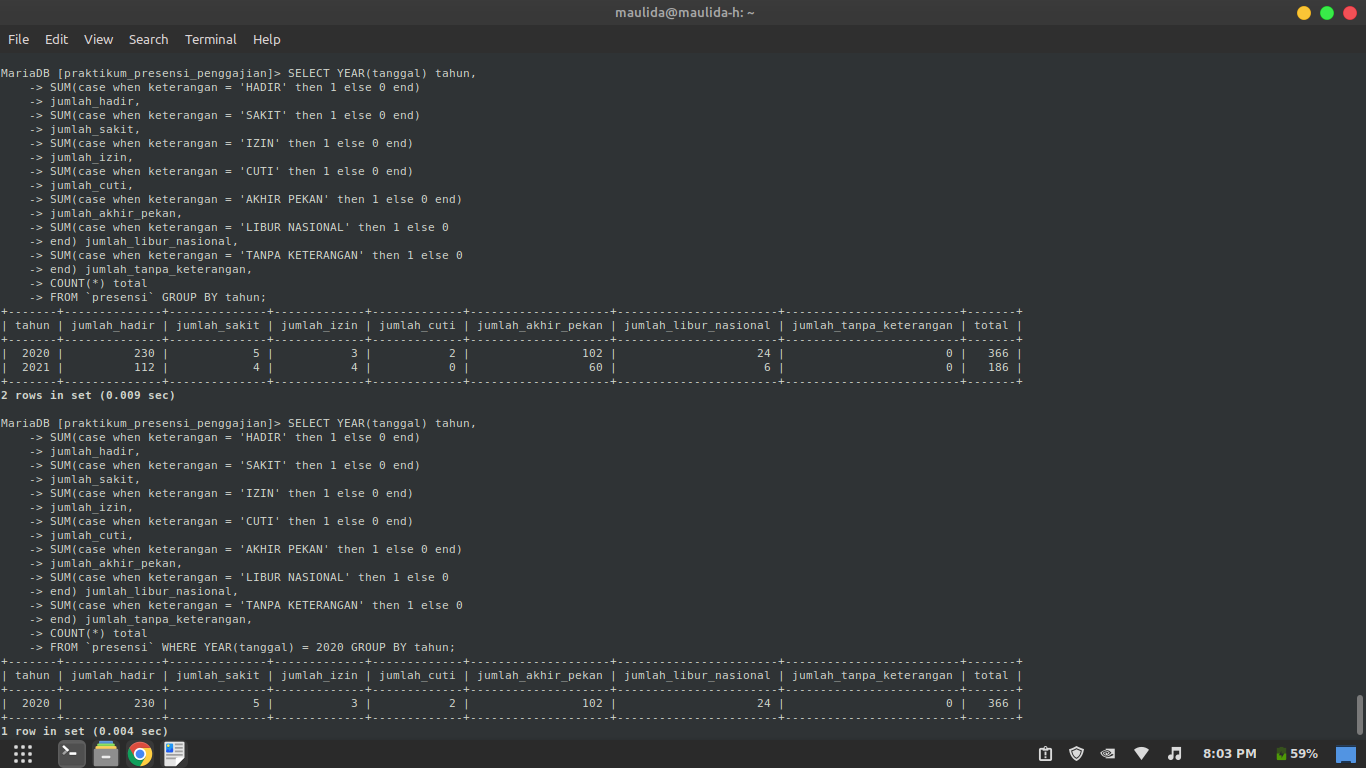 maulida@maulida-h: ~
File Edit View Search Terminal Help
MariaDB [praktikum_presensi_penggajian]> SELECT YEAR(tanggal) tahun,
    -> SUM(case when keterangan = 'HADIR' then 1 else 0 end)
    -> jumlah_hadir,
    -> SUM(case when keterangan = 'SAKIT' then 1 else 0 end)
    -> jumlah_sakit,
    -> SUM(case when keterangan = 'IZIN' then 1 else 0 end)
    -> jumlah_izin,
    -> SUM(case when keterangan = 'CUTI' then 1 else 0 end)
    -> jumlah_cuti,
    -> SUM(case when keterangan = 'AKHIR PEKAN' then 1 else 0 end)
    -> jumlah_akhir_pekan,
    -> SUM(case when keterangan = 'LIBUR NASIONAL' then 1 else 0
    -> end) jumlah_libur_nasional,
    -> SUM(case when keterangan = 'TANPA KETERANGAN' then 1 else 0
    -> end) jumlah_tanpa_keterangan,
    -> COUNT(*) total
    -> FROM `presensi` GROUP BY tahun;
+-------+--------------+--------------+-------------+-------------+--------------------+-----------------------+-------------------------+-------+
| tahun | jumlah_hadir | jumlah_sakit | jumlah_izin | jumlah_cuti | jumlah_akhir_pekan | jumlah_libur_nasional | jumlah_tanpa_keterangan | total |
+-------+--------------+--------------+-------------+-------------+--------------------+-----------------------+-------------------------+-------+
|  2020 |          230 |            5 |           3 |           2 |                102 |                    24 |                       0 |   366 |
|  2021 |          112 |            4 |           4 |           0 |                 60 |                     6 |                       0 |   186 |
+-------+--------------+--------------+-------------+-------------+--------------------+-----------------------+-------------------------+-------+
2 rows in set (0.009 sec)
MariaDB [praktikum_presensi_penggajian]> SELECT YEAR(tanggal) tahun,
    -> SUM(case when keterangan = 'HADIR' then 1 else 0 end)
    -> jumlah_hadir,
    -> SUM(case when keterangan = 'SAKIT' then 1 else 0 end)
    -> jumlah_sakit,
    -> SUM(case when keterangan = 'IZIN' then 1 else 0 end)
    -> jumlah_izin,
    -> SUM(case when keterangan = 'CUTI' then 1 else 0 end)
    -> jumlah_cuti,
    -> SUM(case when keterangan = 'AKHIR PEKAN' then 1 else 0 end)
    -> jumlah_akhir_pekan,
    -> SUM(case when keterangan = 'LIBUR NASIONAL' then 1 else 0
    -> end) jumlah_libur_nasional,
    -> SUM(case when keterangan = 'TANPA KETERANGAN' then 1 else 0
    -> end) jumlah_tanpa_keterangan,
    -> COUNT(*) total
    -> FROM `presensi` WHERE YEAR(tanggal) = 2020 GROUP BY tahun;
+-------+--------------+--------------+-------------+-------------+--------------------+-----------------------+-------------------------+-------+
| tahun | jumlah_hadir | jumlah_sakit | jumlah_izin | jumlah_cuti | jumlah_akhir_pekan | jumlah_libur_nasional | jumlah_tanpa_keterangan | total |
+-------+--------------+--------------+-------------+-------------+--------------------+-----------------------+-------------------------+-------+
|  2020 |          230 |            5 |           3 |           2 |                102 |                    24 |                       0 |   366 |
+-------+--------------+--------------+-------------+-------------+--------------------+-----------------------+-------------------------+-------+
1 row in set (0.004 sec)
8:03 PM 59%